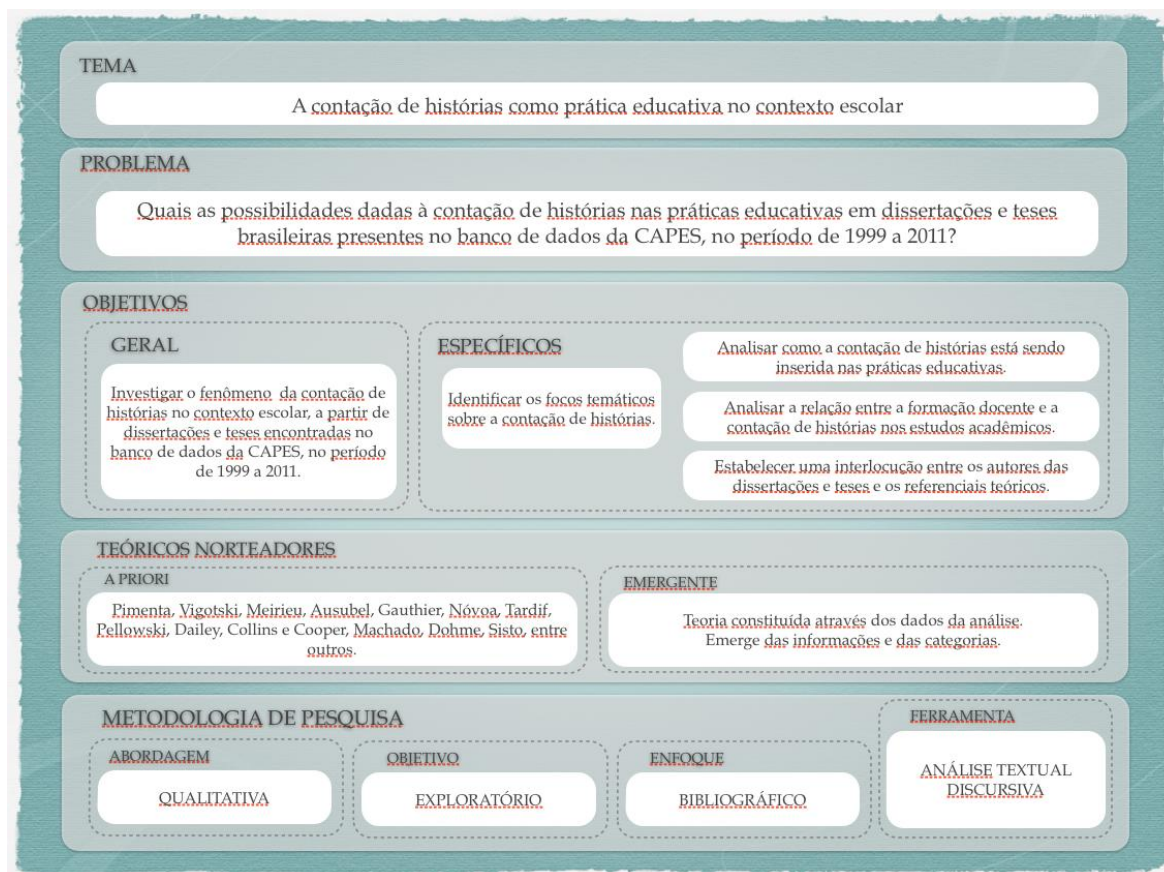 TEMA
A contação de histórias como prática educativa no contexto escolar
PROBLEMA
Quais as possibilidades dadas à contação de histórias nas práticas educativas em dissertações e teses
brasileiras presentes no banco de dados da CAPES, no período de 1999 a 2011?
OBJETIVOS
GERAL
Investigar o fenômeno da contação de
histórias no contexto escolar, a partir de
dissertações e teses encontradas no
banco de dados da CAPES, no período
de 1999 a 2011.
ESPECÍFICOS
Identificar os focos temáticos
sobre a contação de histórias.
Analisar como a contação de histórias está sendo
inserida nas práticas educativas.
Analisar a relação entre a formação docente e a
contação de histórias nos estudos acadêmicos.
Estabelecer uma interlocução entre os autores das
dissertações e teses e os referenciais teóricos.
TEÓRICOS NORTEADORES
A PRIORI
Pimenta, Vigotski, Meirieu, Ausubel, Gauthier, Nóvoa, Tardif,
Pellowski, Dailey, Collins e Cooper, Machado, Dohme, Sisto, entre
outros.
EMERGENTE
Teoria constituída através dos dados da análise.
Emerge das informações e das categorias.
METODOLOGIA DE PESQUISA
ABORDAGEM
QUALITATIVA
OBJETIVO
EXPLORATÓRIO
ENFOQUE
BIBLIOGRÁFICO
FERRAMENTA
ANÁLISE TEXTUAL
DISCURSIVA